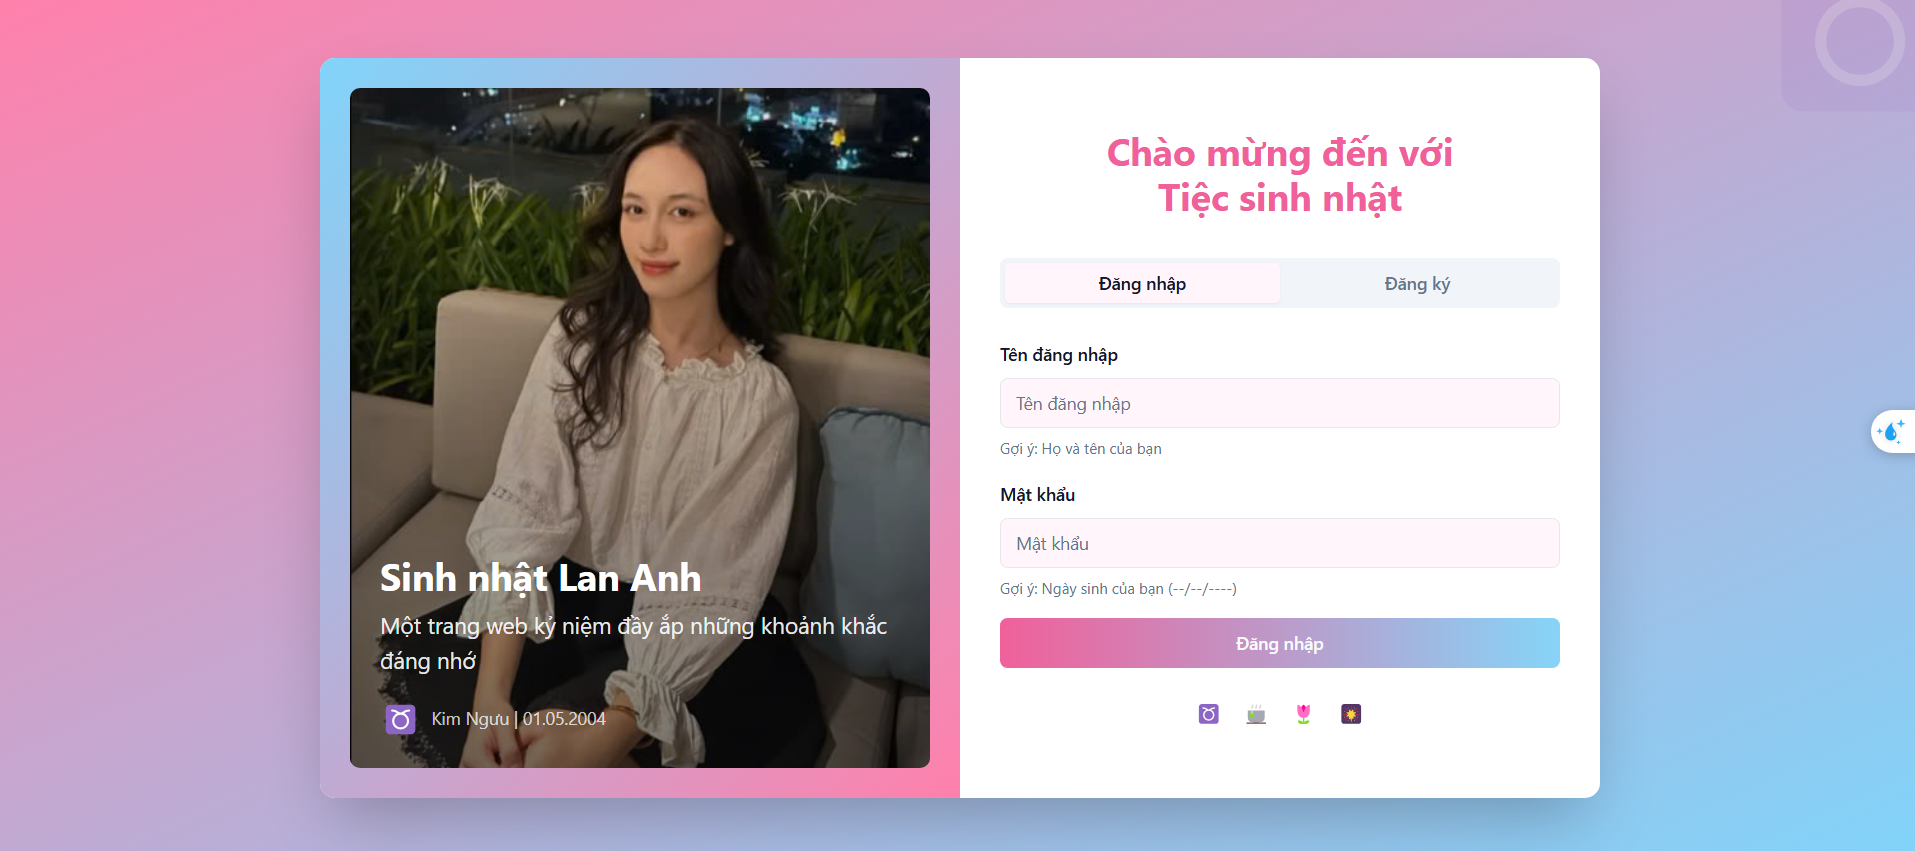 Sinh nhật Lan Anh
Một trang web kỷ niệm đầy ắp những khoảnh khắc
đáng nhớ
Kim Ngưu | 01.05.2004
Chào mừng đến với
Tiệc sinh nhật
Đăng nhập
Đăng ký
Tên đăng nhập
Tên đăng nhập
Gợi ý: Họ và tên của bạn
Mật khẩu
Mật khẩu
Gợi ý: Ngày sinh của bạn (--/--/----)
Đăng nhập